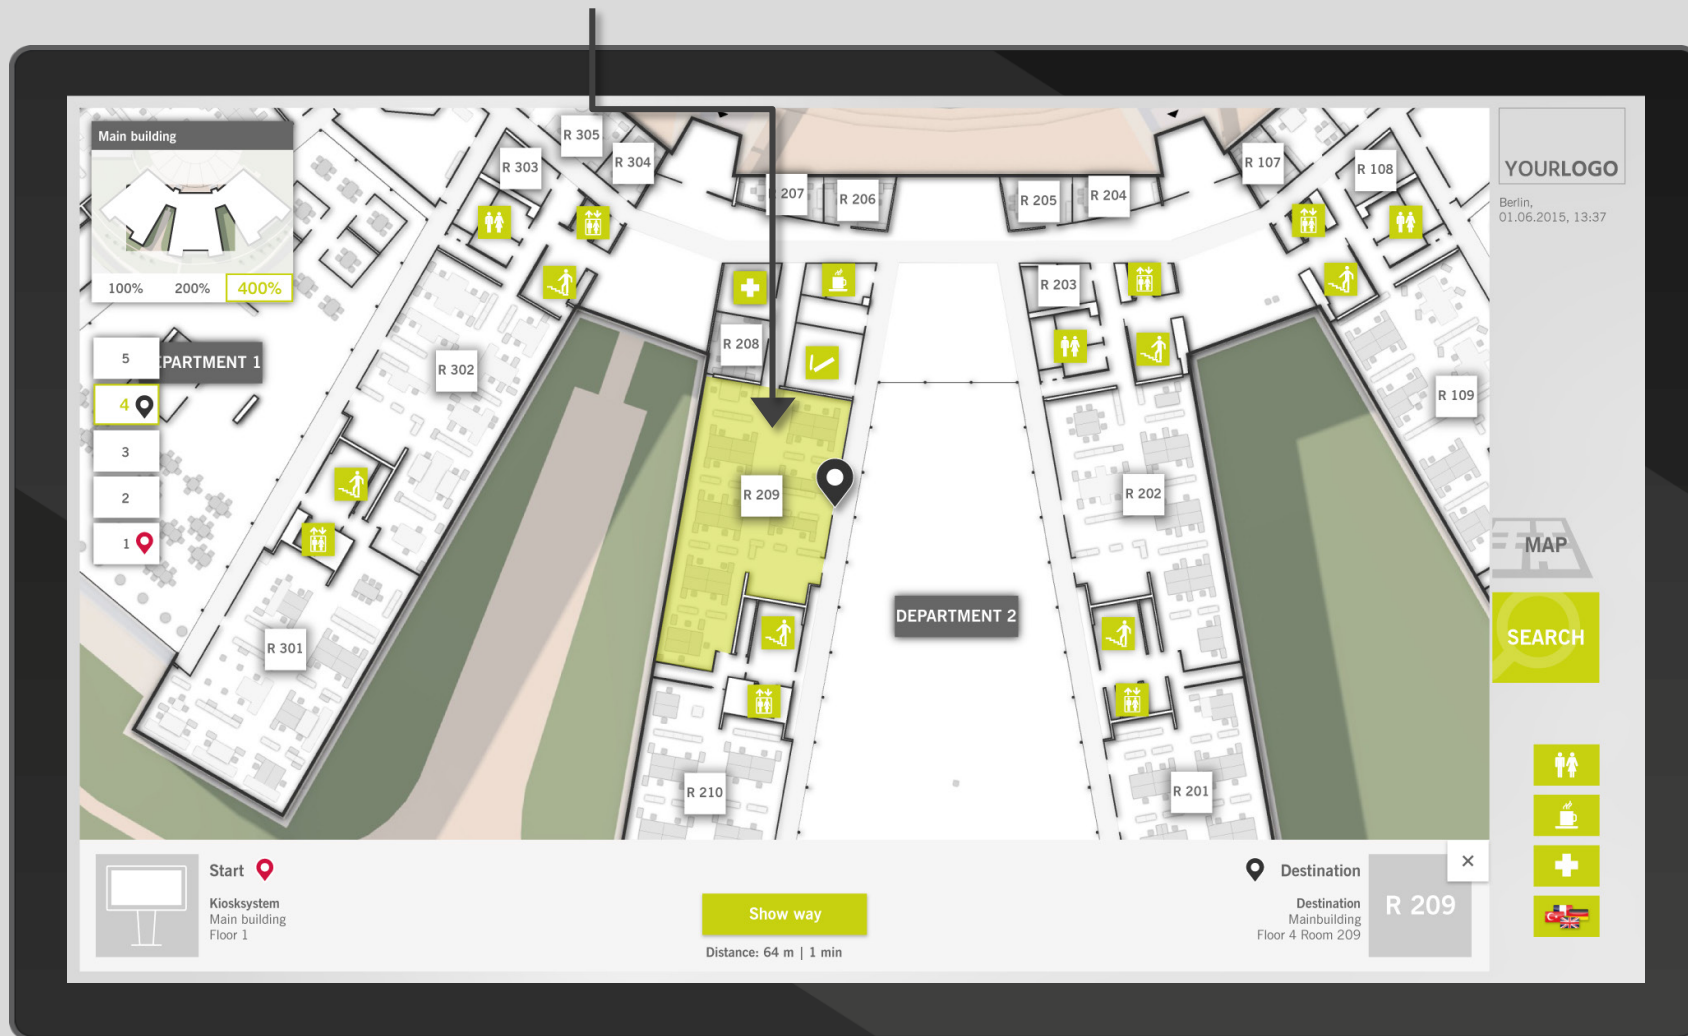 Main building
100%
200%
400%
5
4
3
2
1
EPARTMENT 1
R 305
R 304
R 303
207
R 206
R 205
R 204
R 107
R 108
R 203
R 208
R 302
R 109
R 209
R 202
DEPARTMENT 2
R 301
R 210
R 201
YOURLOGO
Berlin,
01.06.2015, 13:37
MAP
SEARCH
Start
Kiosksystem
Main building
Floor 1
Show way
Distance: 64 m | 1 min
Destination
Destination
Mainbuilding
Floor 4 Room 209
R 209